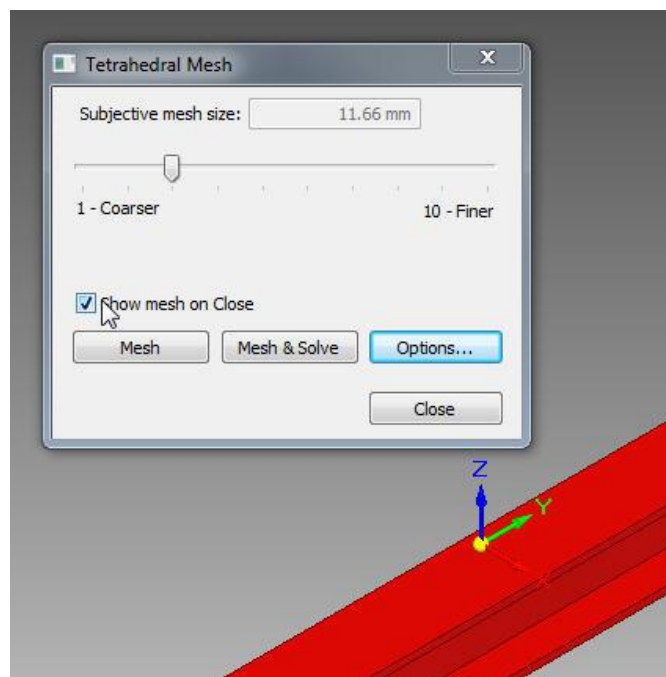 Tetrahedral Mesh
X
Subjective mesh size: 11.66 mm
1 - Coarser 10 - Finer
Show mesh on Close
Mesh Mesh & Solve Options...
Close
Z
Y
X